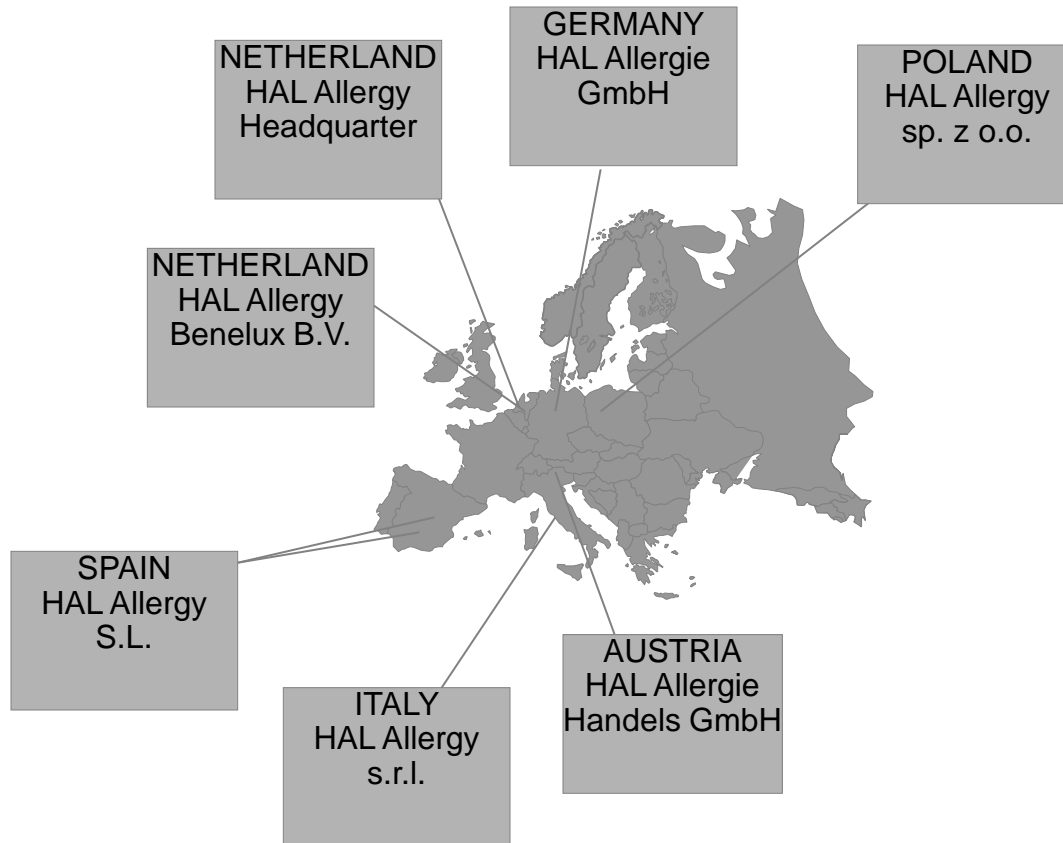 GERMANY
HAL Allergie
GmbH
NETHERLAND
HAL Allergy
Headquarter
POLAND
HAL Allergy
sp. z o.o.
NETHERLAND
HAL Allergy
Benelux B.V.
SPAIN
HAL Allergy
S.L.
AUSTRIA
HAL Allergie
Handels GmbH
ITALY
HAL Allergy
s.r.l.